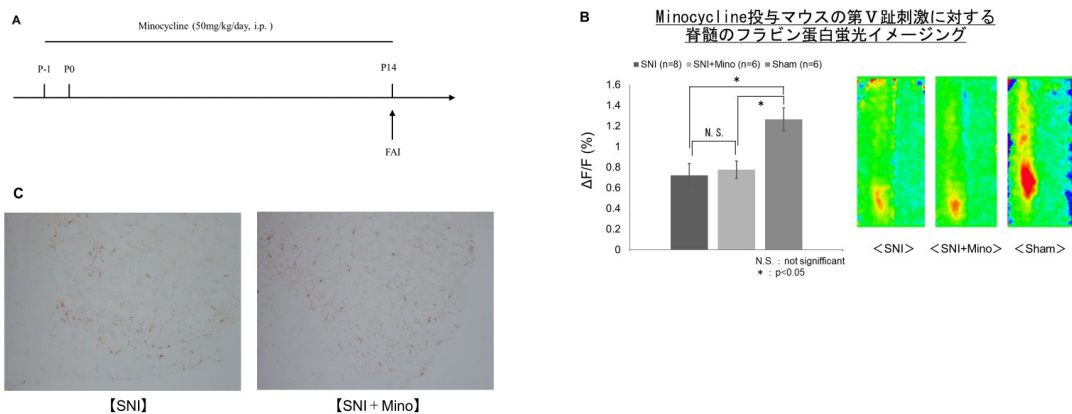 A
Minocycline (50mg/kg/day, i.p.)
P-1
P0
P14
FAI
B
Minocycline投与マウスの第Ⅴ趾刺激に対する
脊髄のフラビン蛋白蛍光イメージング
■SNI (n=8) ■SNI+Mino (n=6) ■Sham (n=6)
ΔF/F (%)
1.6
1.4
1.2
1
0.8
0.6
0.4
0.2
0
*
*
N.S.
N.S.：not signifficant
*：p<0.05
＜SNI＞
＜SNI+Mino＞
＜Sham＞
C
【SNI】
【SNI＋Mino】